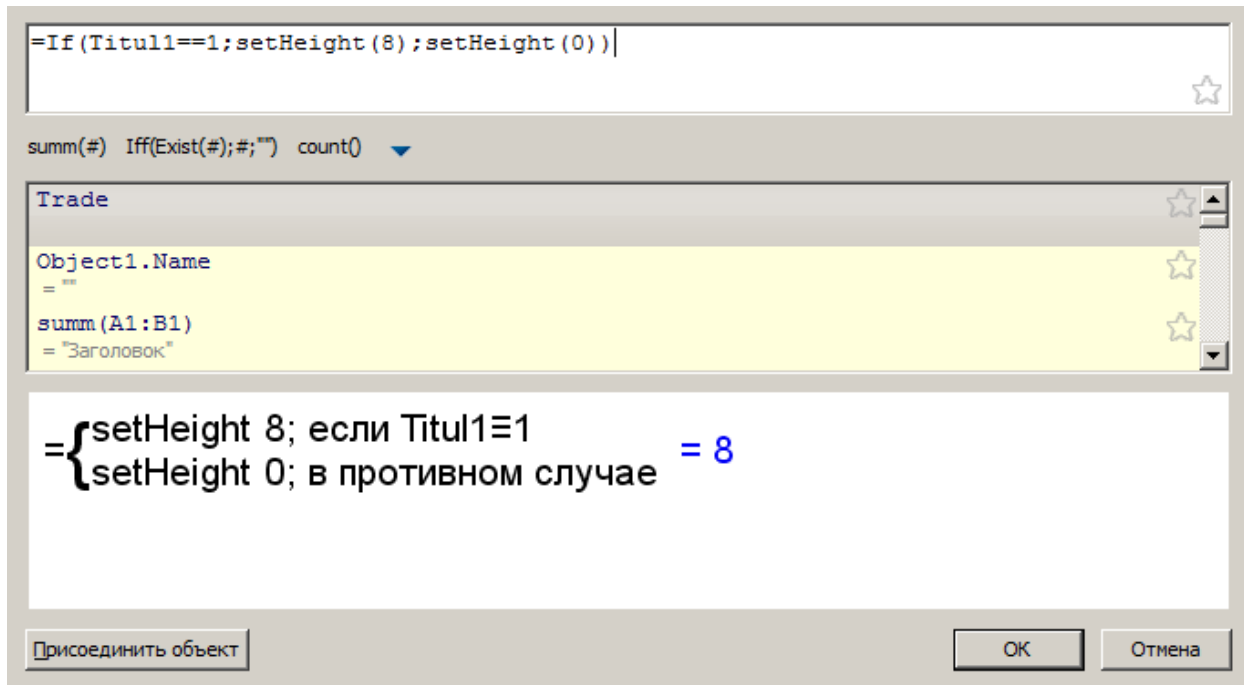 =If(Titul1==1;setHeight(8);setHeight(0))
summ(#) Iff(Exist(#);#;"") count()
Trade
Object1.Name
= ""
summ(A1:B1)
= "Заголовок"
={setHeight 8; если Titul1≡1
setHeight 0; в противном случае
= 8
Присоединить объект ОК Отмена